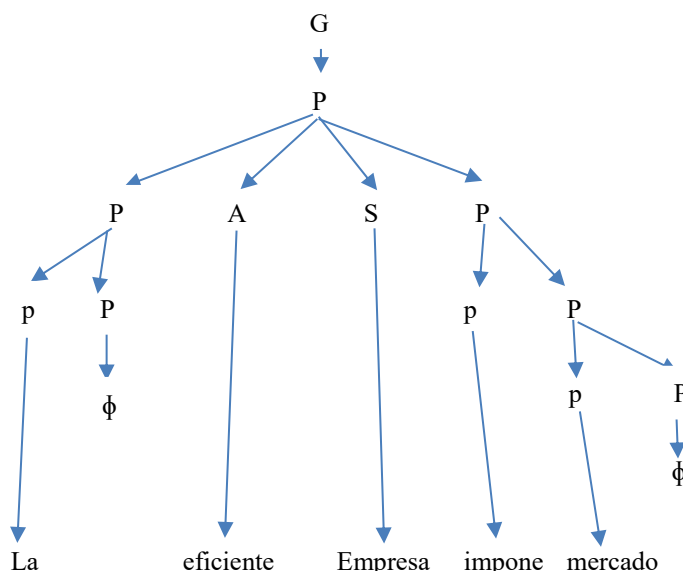 G
P
P A S P
p P p P
ϕ p P
ϕ
La eficiente Empresa impone mercado